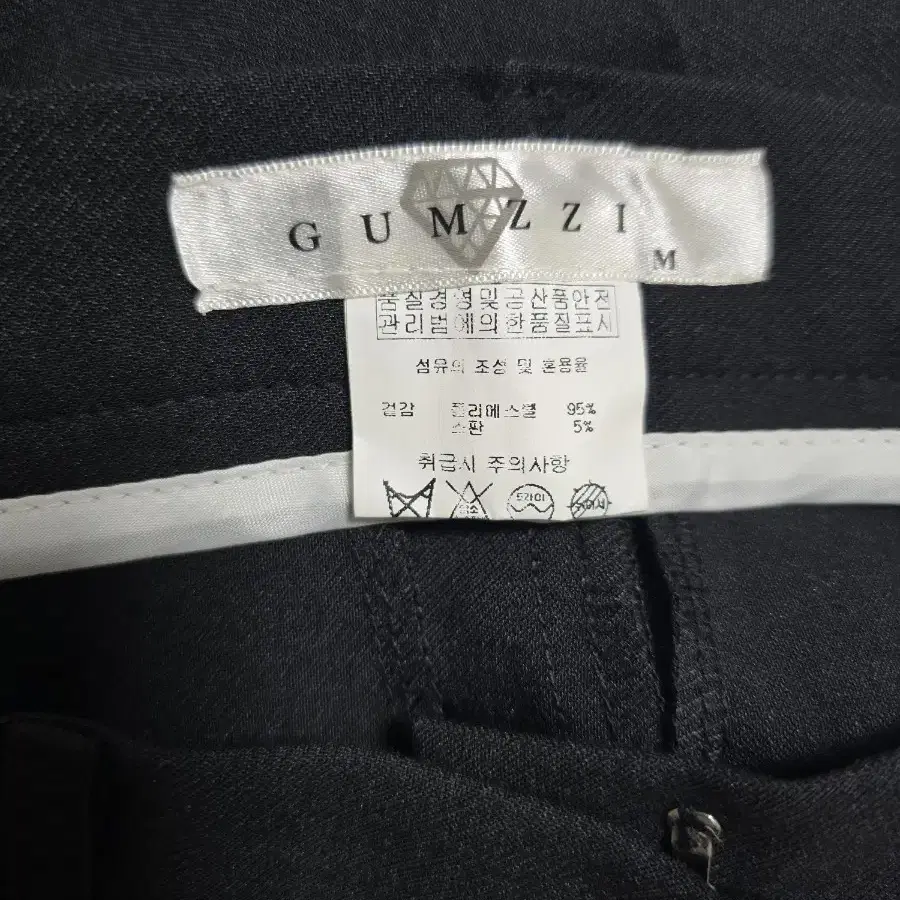 GUMZZI
M
품질경영및공산품안전
관리법에의한품질표시
섬유의 조성 및 혼용율
겉감 폴리에스텔 95%
스판 5%
취급시 주의사항
드라이